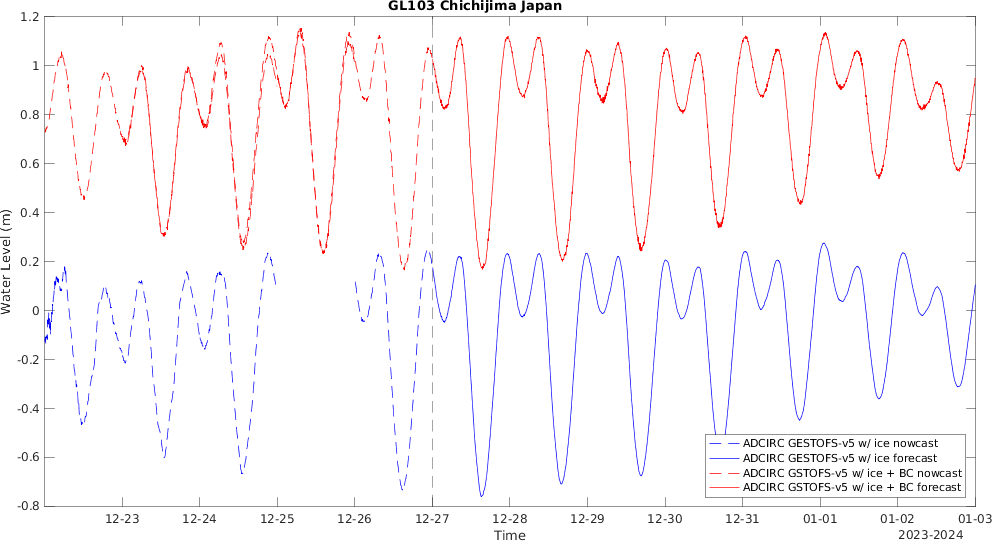 GL103 Chichijima Japan
1.2
1
0.8
0.6
0.4
0.2
0
-0.2
-0.4
-0.6
-0.8
Water Level (m)
ADCIRC GESTOFS-v5 w/ ice nowcast
ADCIRC GESTOFS-v5 w/ ice forecast
ADCIRC GSTOFS-v5 w/ ice + BC nowcast
ADCIRC GSTOFS-v5 w/ ice + BC forecast
12-23 12-24 12-25 12-26 12-27 12-28 12-29 12-30 12-31 01-01 01-02 01-03
Time
2023-2024